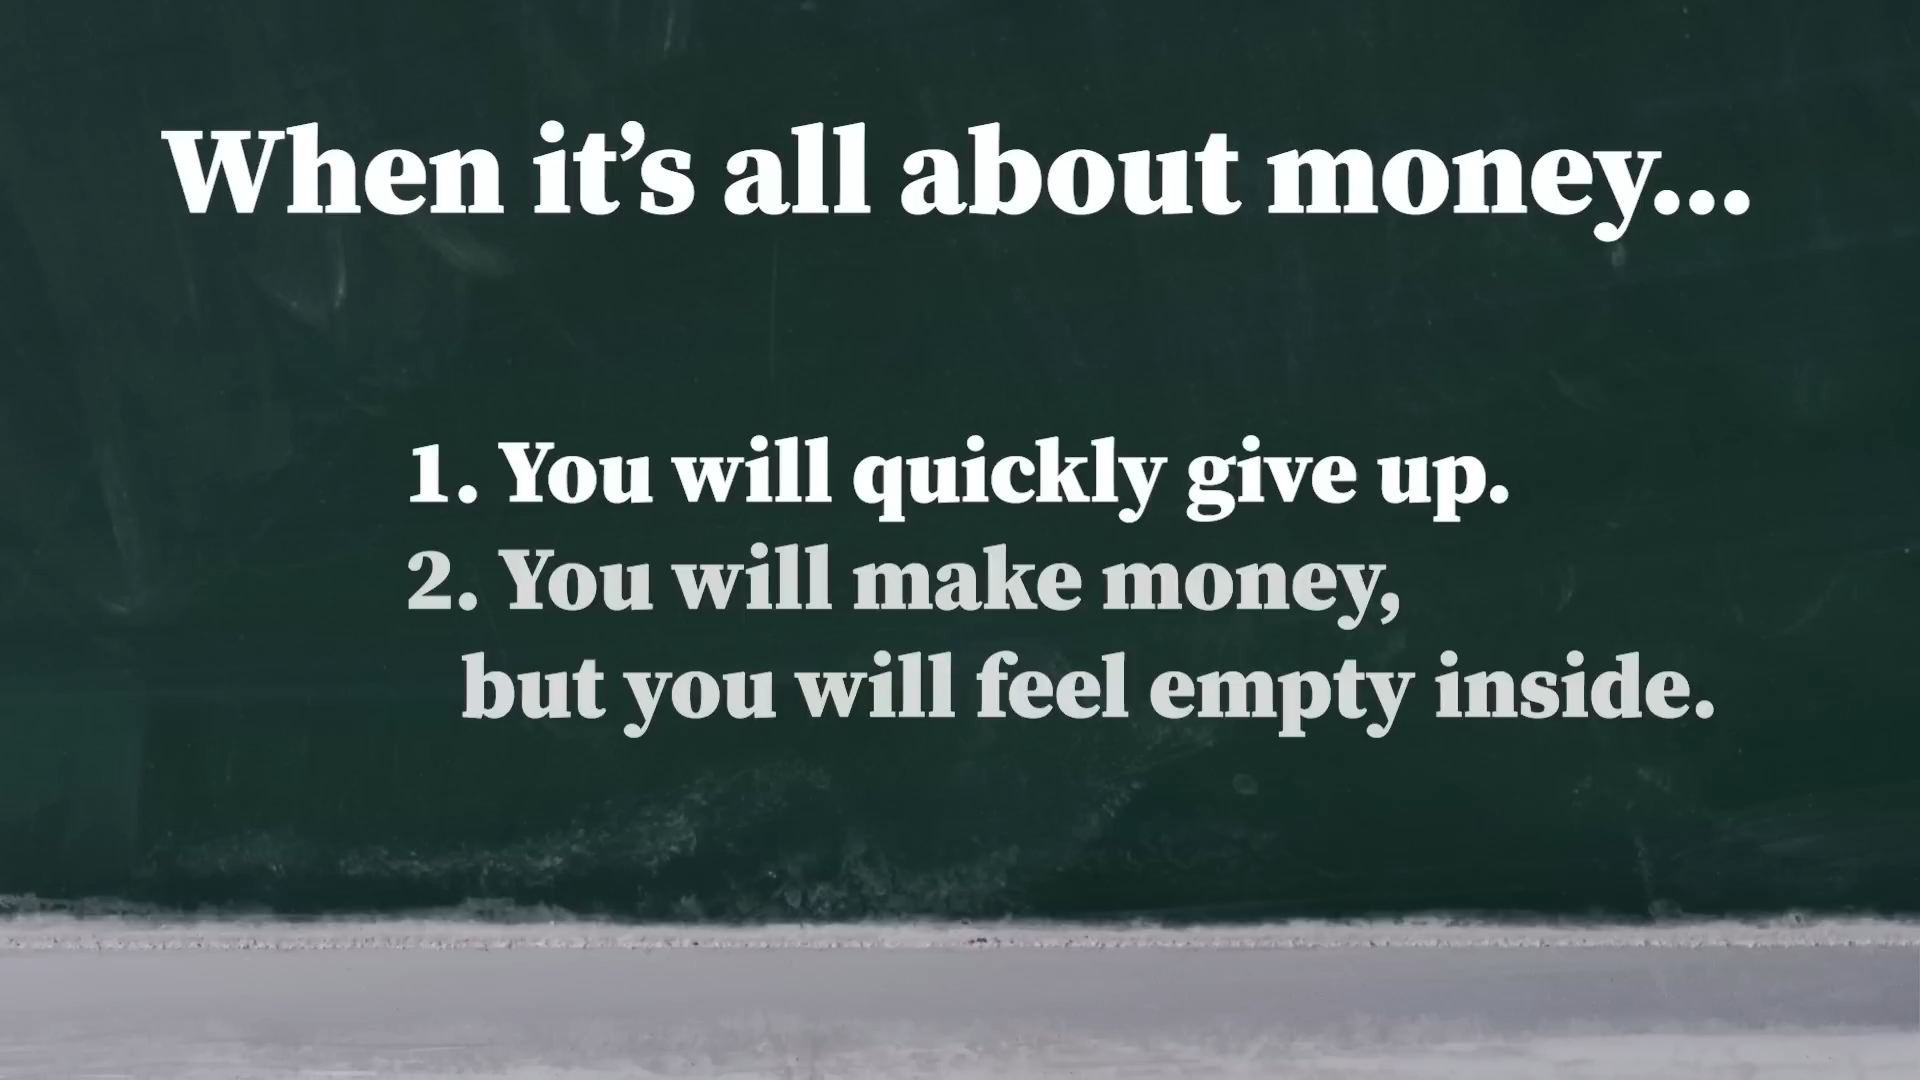 When it’s all about money...
1. You will quickly give up.
2. You will make money,
but you will feel empty inside.